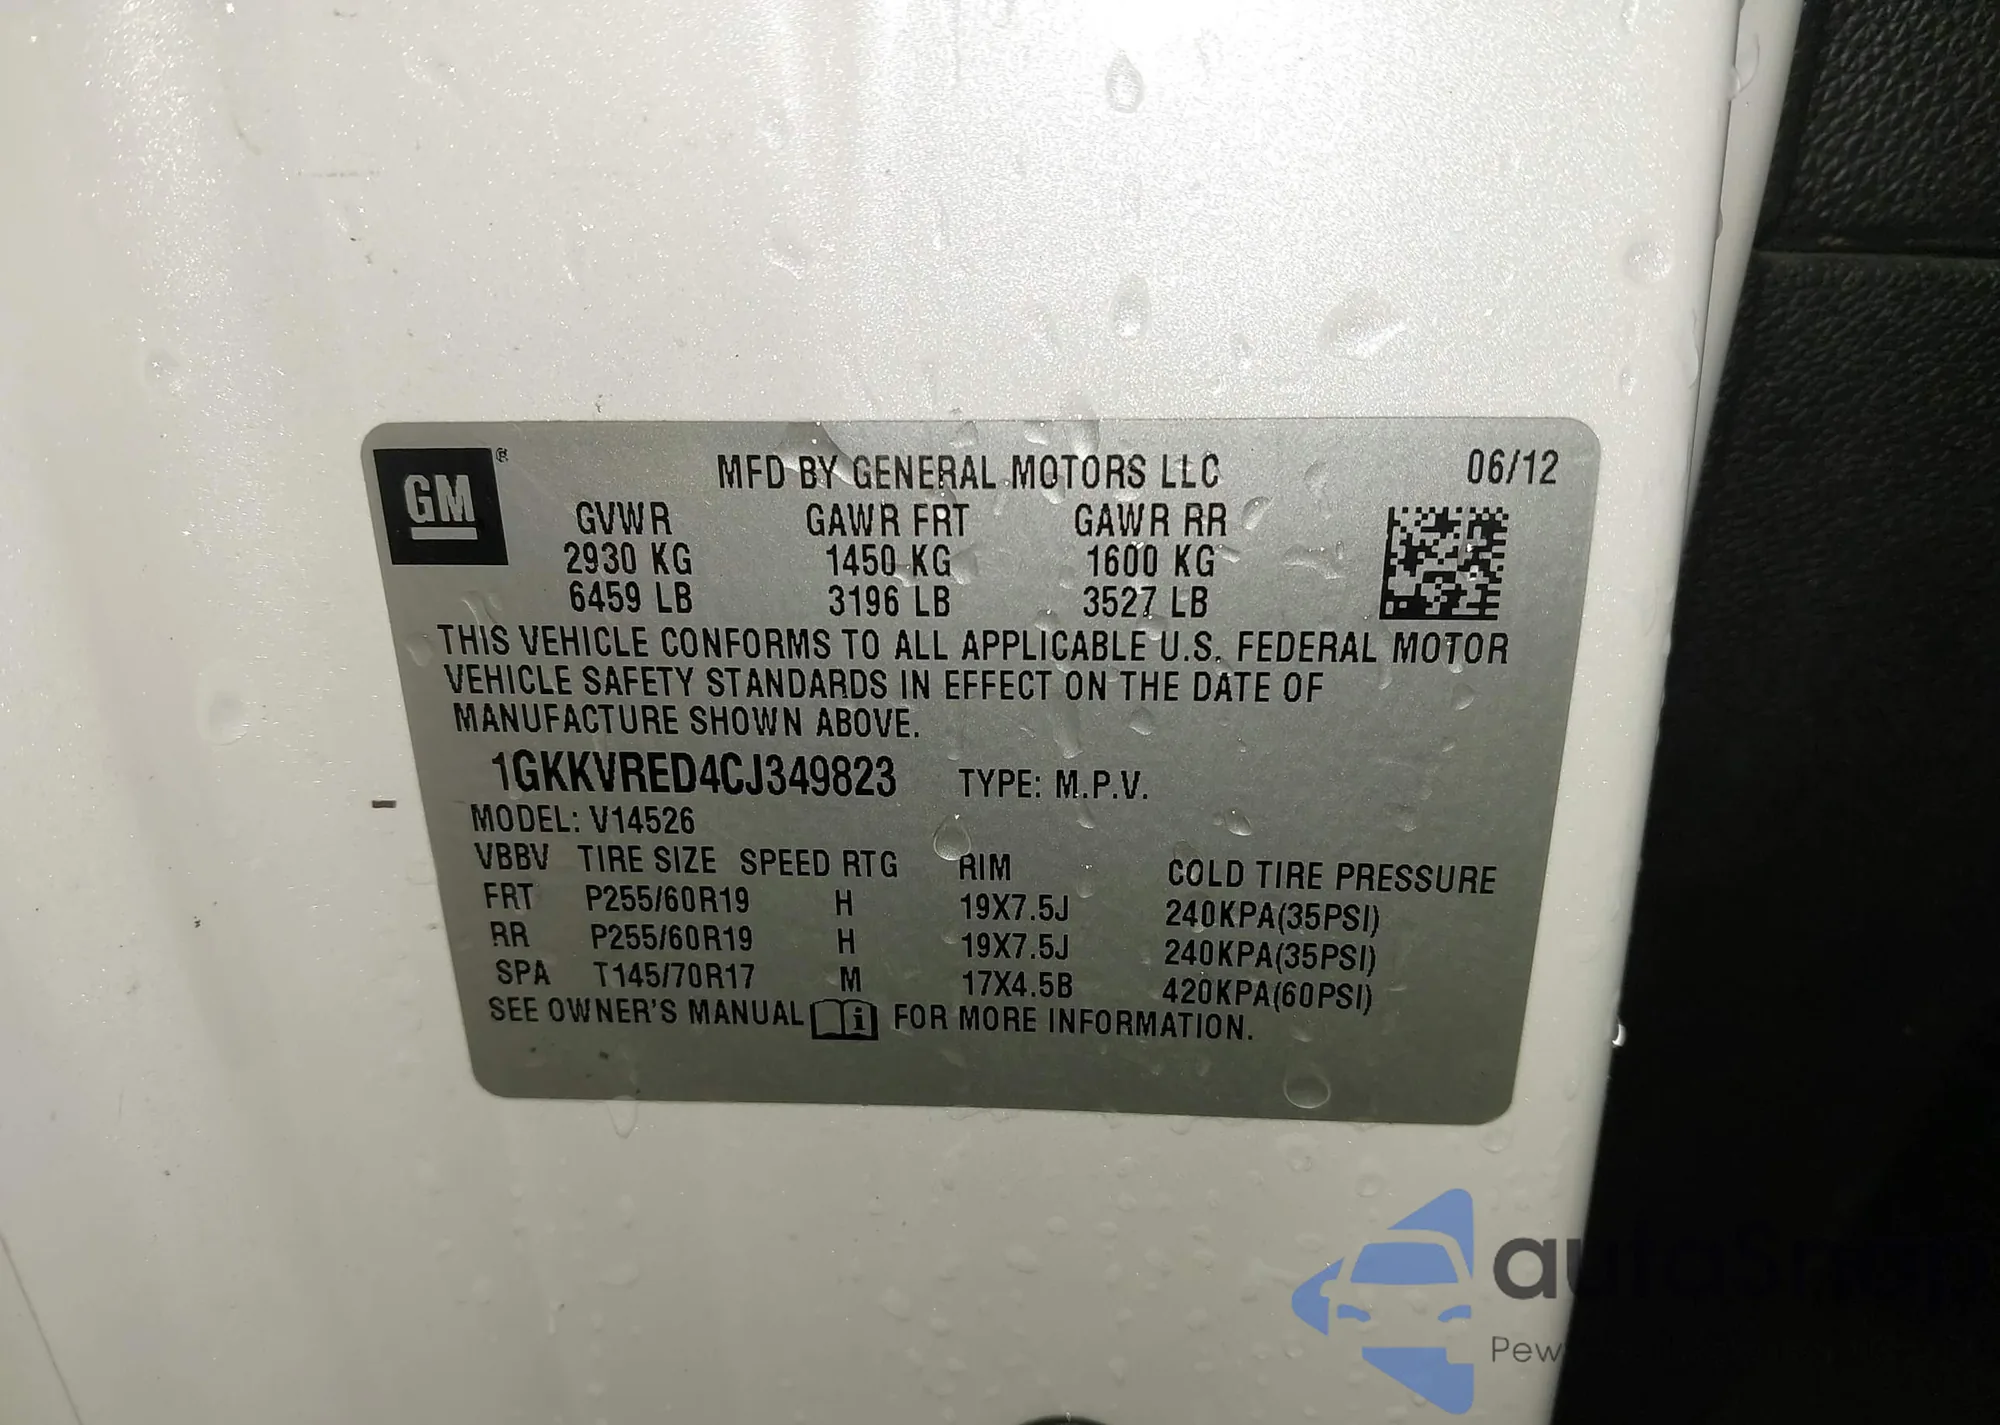 GM ®
MFD BY GENERAL MOTORS LLC 06/12
GVWR GAWR FRT GAWR RR
2930 KG 1450 KG 1600 KG
6459 LB 3196 LB 3527 LB
THIS VEHICLE CONFORMS TO ALL APPLICABLE U.S. FEDERAL MOTOR
VEHICLE SAFETY STANDARDS IN EFFECT ON THE DATE OF
MANUFACTURE SHOWN ABOVE.
1GKKVRED4CJ349823 TYPE: M.P.V.
MODEL: V14526
VBBV TIRE SIZE SPEED RTG RIM COLD TIRE PRESSURE
FRT P255/60R19 H 19X7.5J 240KPA(35PSI)
RR P255/60R19 H 19X7.5J 240KPA(35PSI)
SPA T145/70R17 M 17X4.5B 420KPA(60PSI)
SEE OWNER'S MANUAL i FOR MORE INFORMATION.